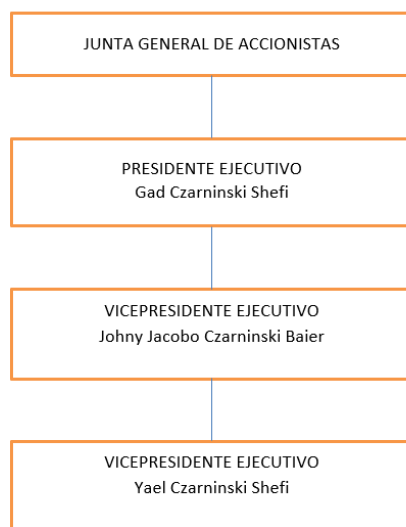 JUNTA GENERAL DE ACCIONISTAS
PRESIDENTE EJECUTIVO
Gad Czarninski Shefi
VICEPRESIDENTE EJECUTIVO
Johny Jacobo Czarninski Baier
VICEPRESIDENTE EJECUTIVO
Yael Czarninski Shefi